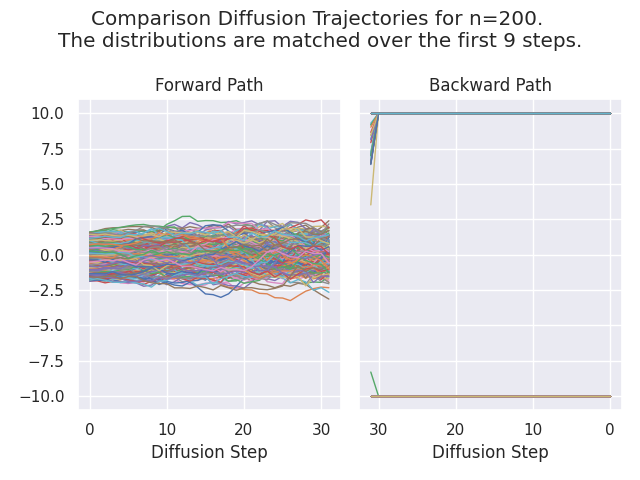 Comparison Diffusion Trajectories for n=200.
The distributions are matched over the first 9 steps.
Forward Path
Backward Path
10.0
7.5
5.0
2.5
0.0
−2.5
−5.0
−7.5
−10.0
0 10 20 30
30 20 10 0
Diffusion Step
Diffusion Step